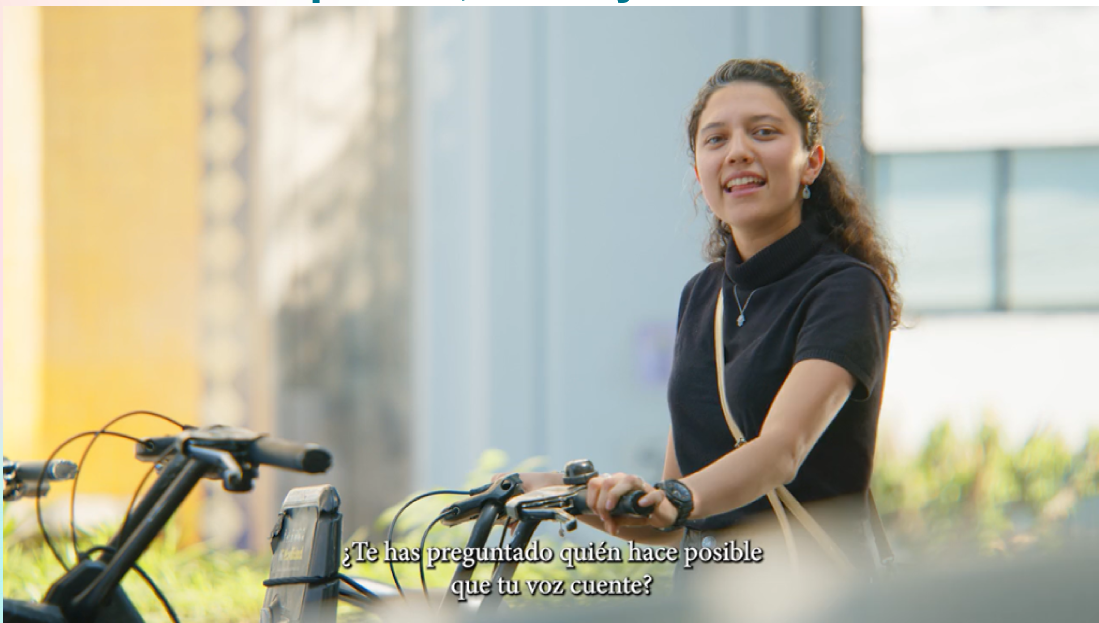 ¿Te has preguntado quién hace posible
que tu voz cuente?